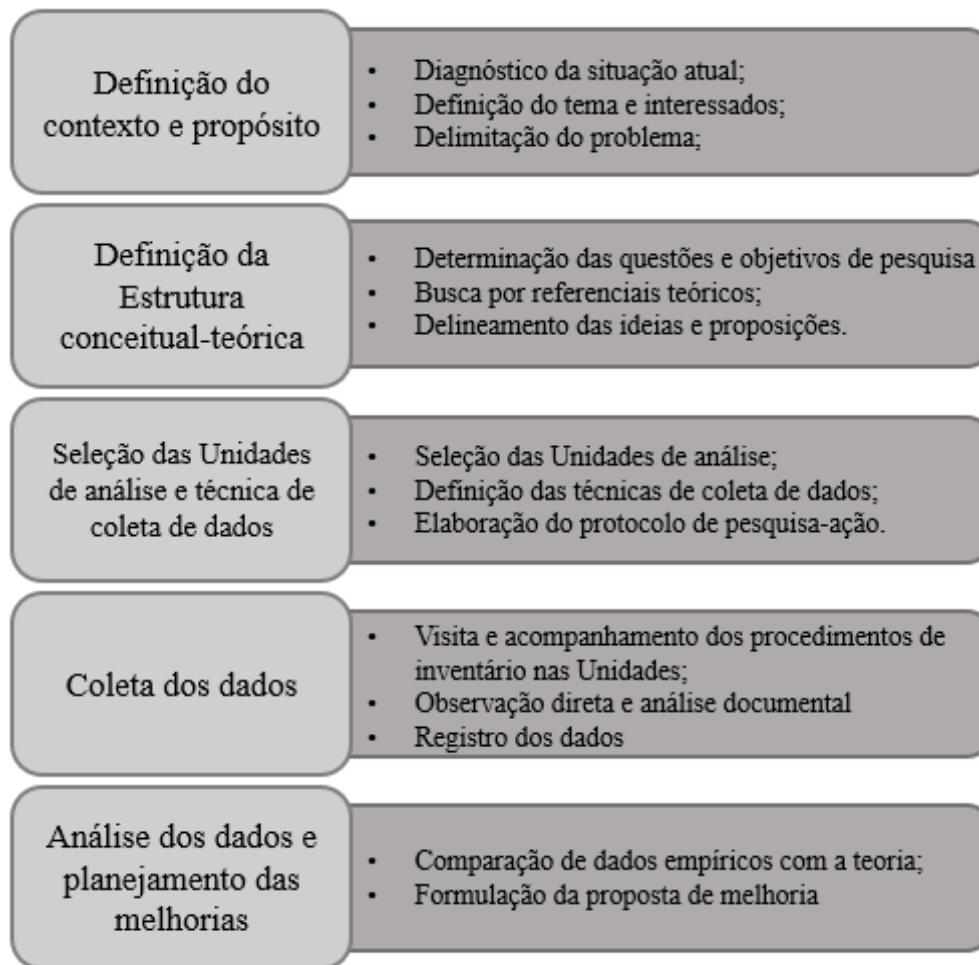 Definição do
contexto e propósito
• Diagnóstico da situação atual;
• Definição do tema e interessados;
• Delimitação do problema;
Definição da
Estrutura
conceitual-teórica
• Determinação das questões e objetivos de pesquisa
• Busca por referenciais teóricos;
• Delineamento das ideias e proposições.
Seleção das Unidades
de análise e técnica de
coleta de dados
• Seleção das Unidades de análise;
• Definição das técnicas de coleta de dados;
• Elaboração do protocolo de pesquisa-ação.
Coleta dos dados
• Visita e acompanhamento dos procedimentos de
inventário nas Unidades;
• Observação direta e análise documental
• Registro dos dados
Análise dos dados e
planejamento das
melhorias
• Comparação de dados empíricos com a teoria;
• Formulação da proposta de melhoria